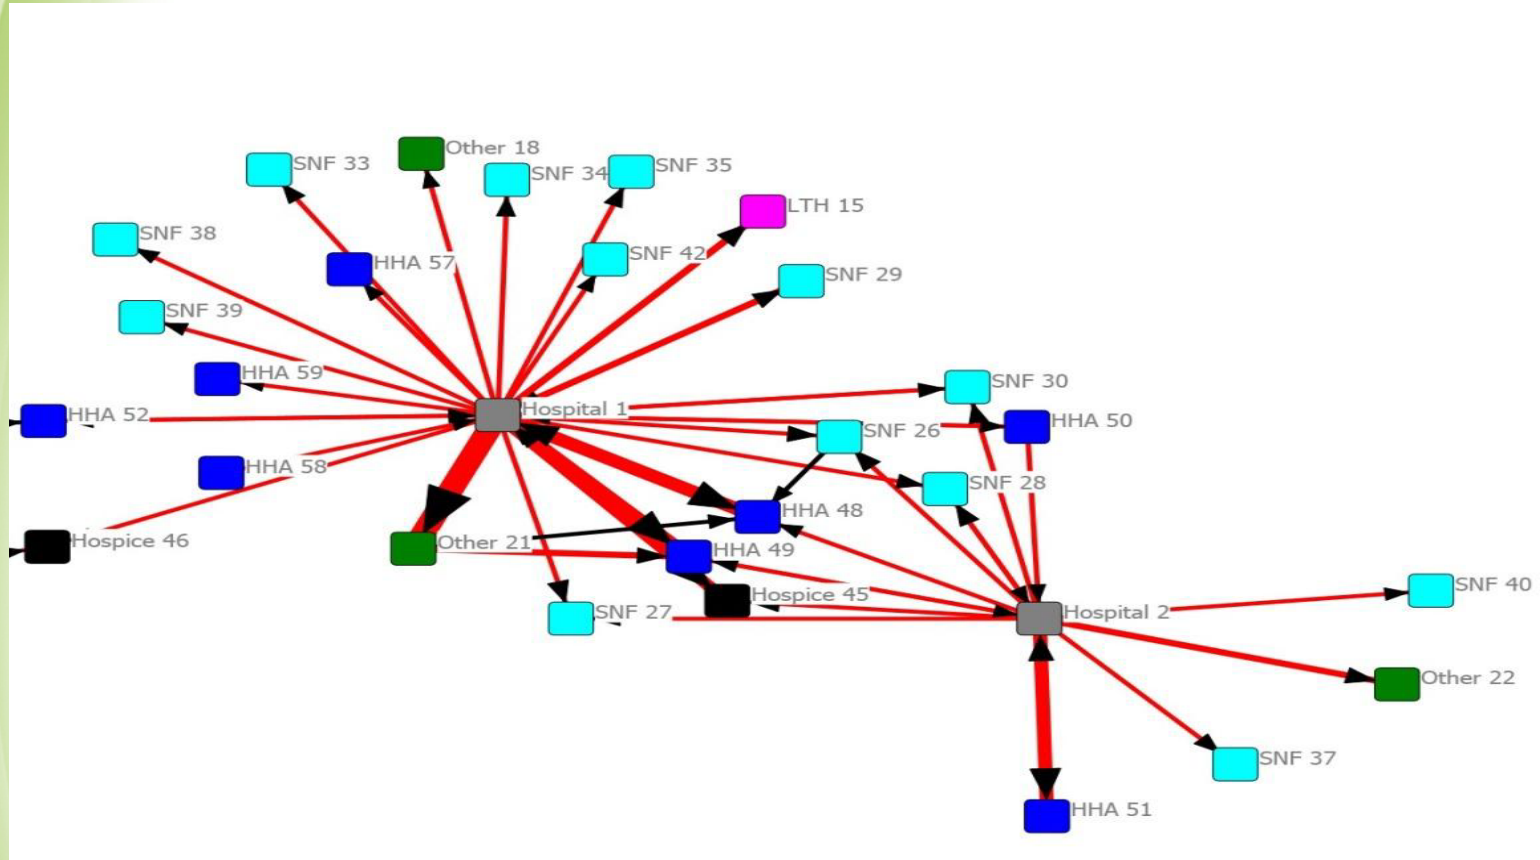 Other 18
SNF 33
SNF 34
SNF 35
LTH 15
SNF 38
SNF 42
HHA 57
SNF 29
SNF 39
HHA 59
SNF 30
Hospital 1
HHA 52
HHA 50
SNF 26
HHA 58
SNF 28
HHA 48
Hospice 46
Other 21
HHA 49
SNF 40
Hospice 45
SNF 27
Hospital 2
Other 22
SNF 37
HHA 51